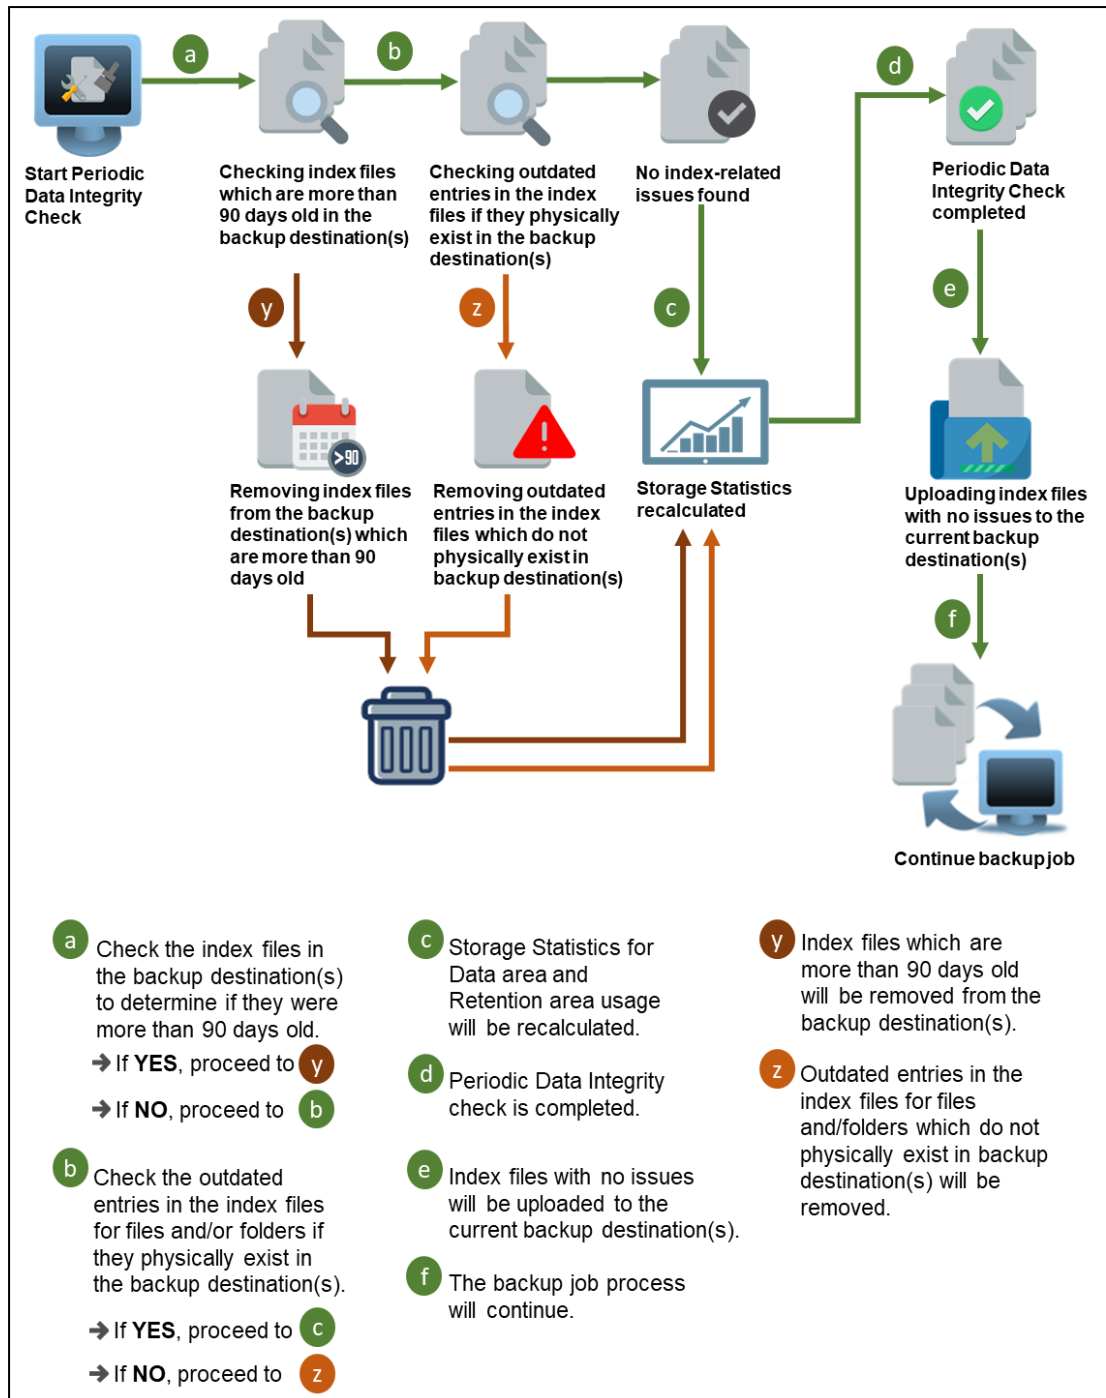 a
b
d
Start Periodic
Data Integrity
Check
Checking index files
which are more than
90 days old in the
backup destination(s)
Checking outdated
entries in the index
files if they physically
exist in the backup
destination(s)
No index-related
issues found
Periodic Data
Integrity Check
completed
y
z
c
e
>90
Removing index files
from the backup
destination(s) which
are more than 90
days old
Removing outdated
entries in the index
files which do not
physically exist in
backup destination(s)
Storage Statistics
recalculated
Uploading index files
with no issues to the
current backup
destination(s)
f
Continue backup job
a
Check the index files in
the backup destination(s)
to determine if they were
more than 90 days old.
➔ If YES, proceed to y
➔ If NO, proceed to b
b
Check the outdated
entries in the index files
for files and/or folders if
they physically exist in
the backup destination(s).
➔ If YES, proceed to c
➔ If NO, proceed to z
c
Storage Statistics for
Data area and
Retention area usage
will be recalculated.
d
Periodic Data Integrity
check is completed.
e
Index files with no issues
will be uploaded to the
current backup destination(s).
f
The backup job process
will continue.
y
Index files which are
more than 90 days old
will be removed from the
backup destination(s).
z
Outdated entries in the
index files for files
and/folders which do not
physically exist in backup
destination(s) will be
removed.